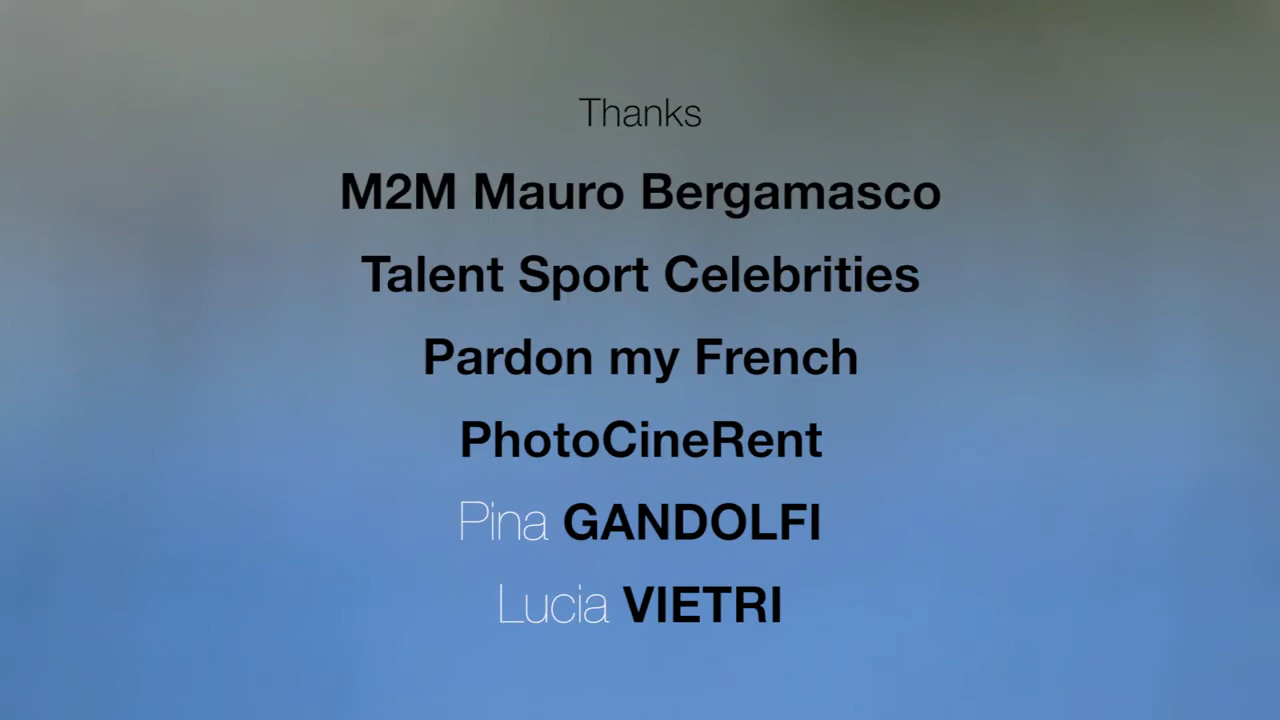 Thanks
M2M Mauro Bergamasco
Talent Sport Celebrities
Pardon my French
PhotoCineRent
Pina GANDOLFI
Lucia VIETRI